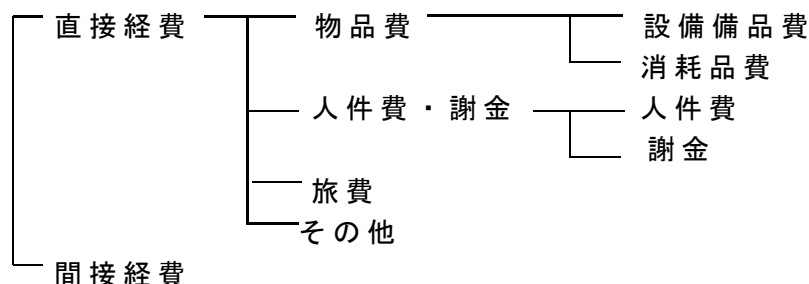 直接経費 物品費 設備備品費
消耗品費
人件費・謝金 人件費
謝金
旅費
その他
間接経費